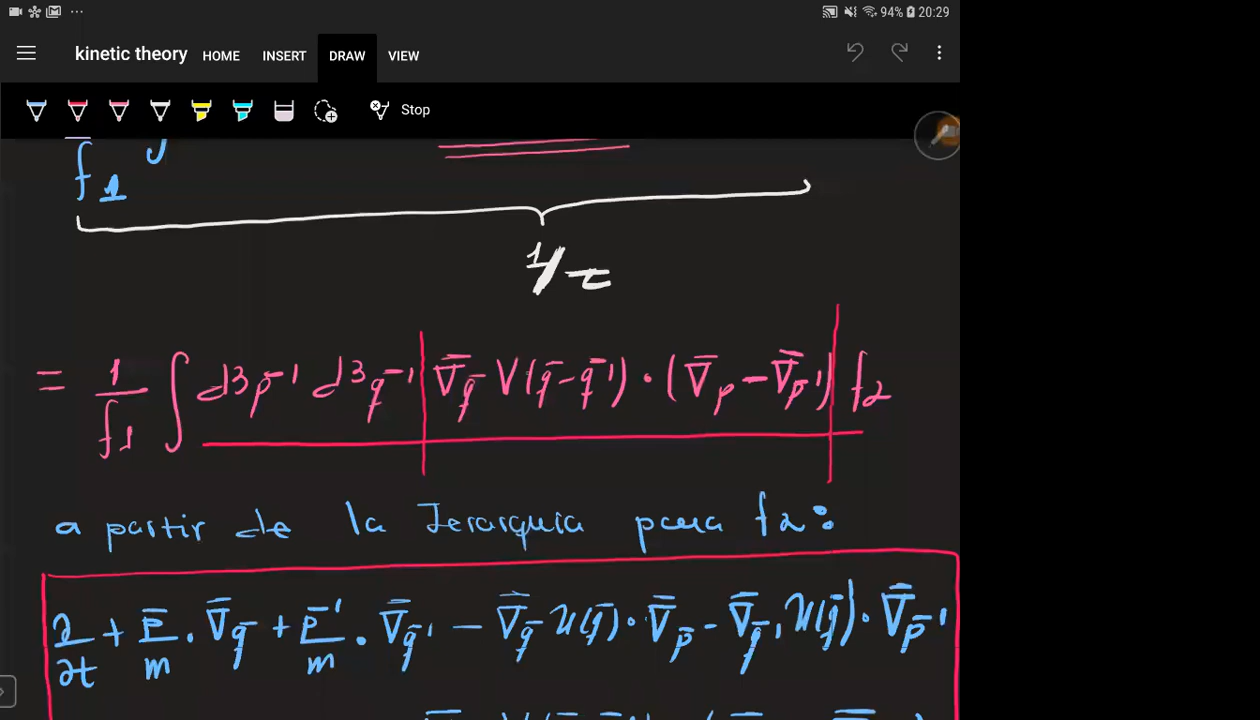 94% 20:29
kinetic theory HOME INSERT DRAW VIEW
Stop
f̄ 1
1/τ
= 1/f1 ∫ d3p̄' d3q̄' | ∇̄q̄ V(q̄ - q̄') · (∇̄p - ∇̄p̄') | f2
a partir de la Jerarquia para f2:
∂/∂t + p̄/m · ∇̄q̄ + p̄'/m · ∇̄q̄' - ∇̄q̄ U(q̄) · ∇̄p̄ - ∇̄q̄' U(q̄') · ∇̄p̄'